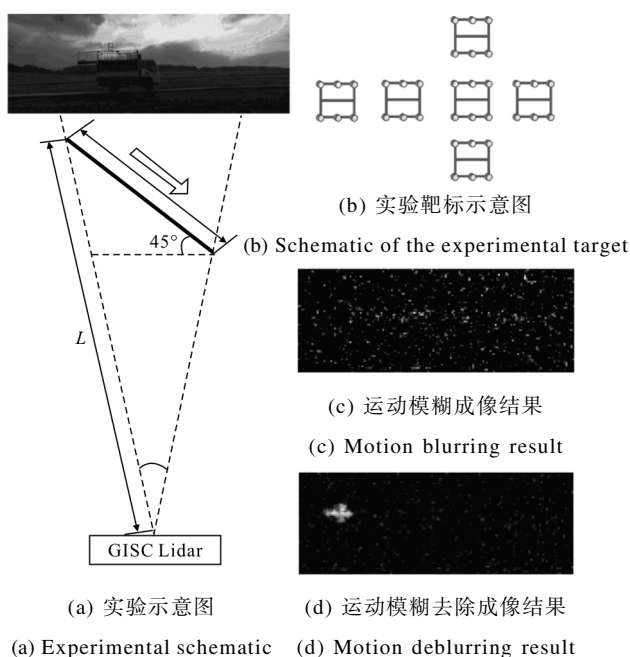 45°
L
GISC Lidar
(a) 实验示意图
(a) Experimental schematic
(b) 实验靶标示意图
(b) Schematic of the experimental target
(c) 运动模糊成像结果
(c) Motion blurring result
(d) 运动模糊去除成像结果
(d) Motion deblurring result